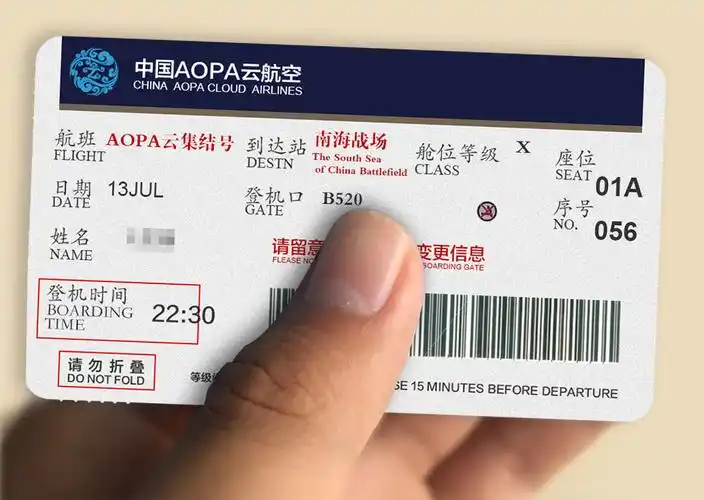 中国AOPA云航空
CHINA AOPA CLOUD AIRLINES
航班 AOPA云集结号 到达站 南海战场 舱位等级 X 座位 01A
FLIGHT DESTN The South Sea of China Battlefield CLASS SEAT
日期 13JUL 登机口 B520 序号 056
DATE GATE NO.
姓名
NAME
请留意 变更信息
PLEASE BOARDING GATE
登机时间 22:30
BOARDING
TIME
请勿折叠
DO NOT FOLD
15 MINUTES BEFORE DEPARTURE